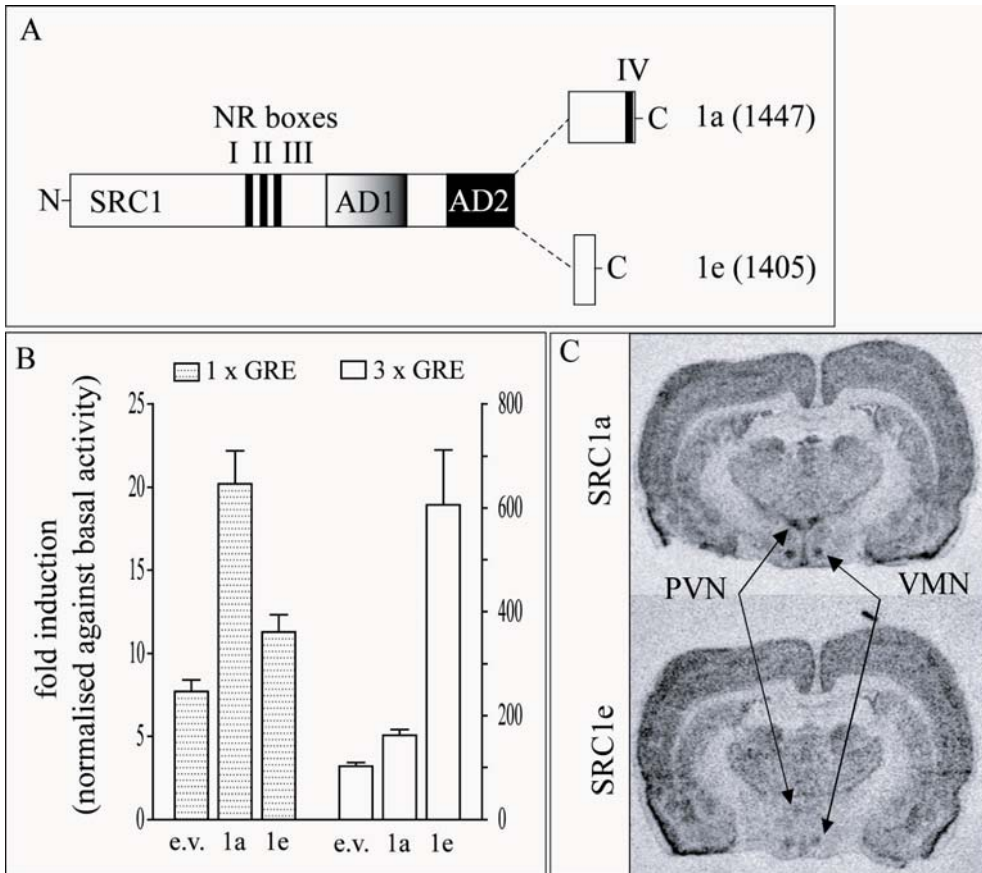 A
IV
C 1a (1447)
NR boxes
I II III
N SRC1 AD1 AD2
C 1e (1405)
B
1 x GRE 3 x GRE
fold induction
(normalised against basal activity)
25
20
15
10
5
0
800
600
400
200
0
e.v. 1a 1e e.v. 1a 1e
C
SRC1a
PVN VMN
SRC1e